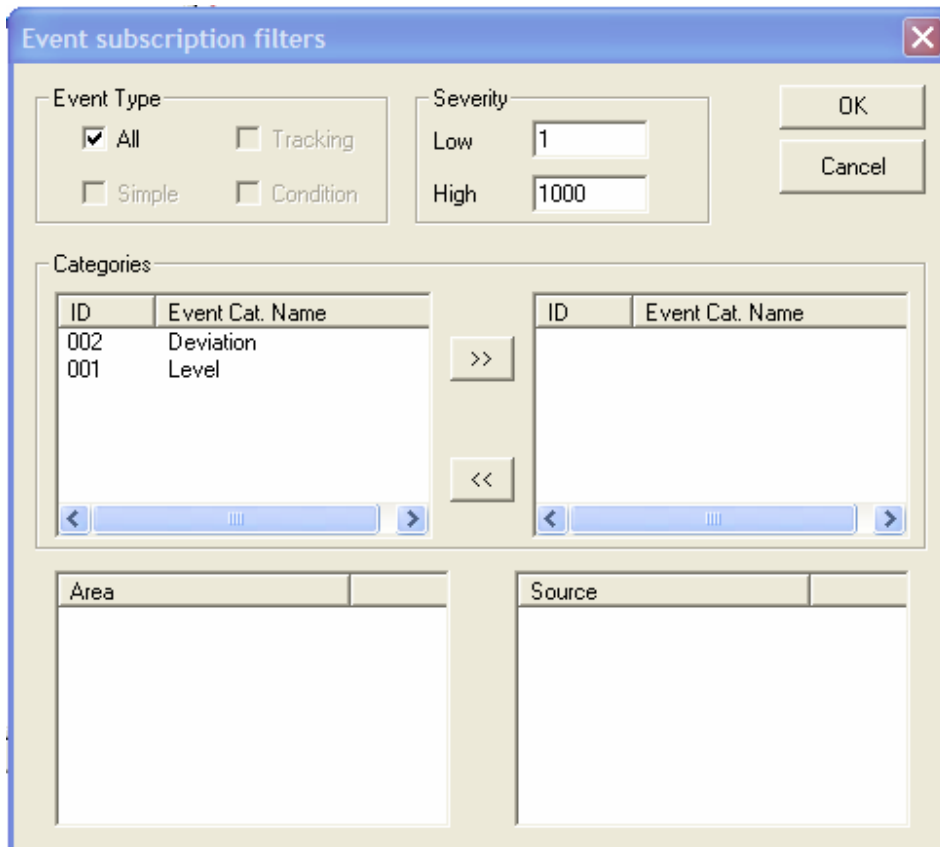 Event subscription filters
Event Type
All
Tracking
Simple
Condition
Severity
Low 1
High 1000
OK
Cancel
Categories
ID Event Cat. Name
002 Deviation
001 Level
>>
<<
ID Event Cat. Name
Area
Source